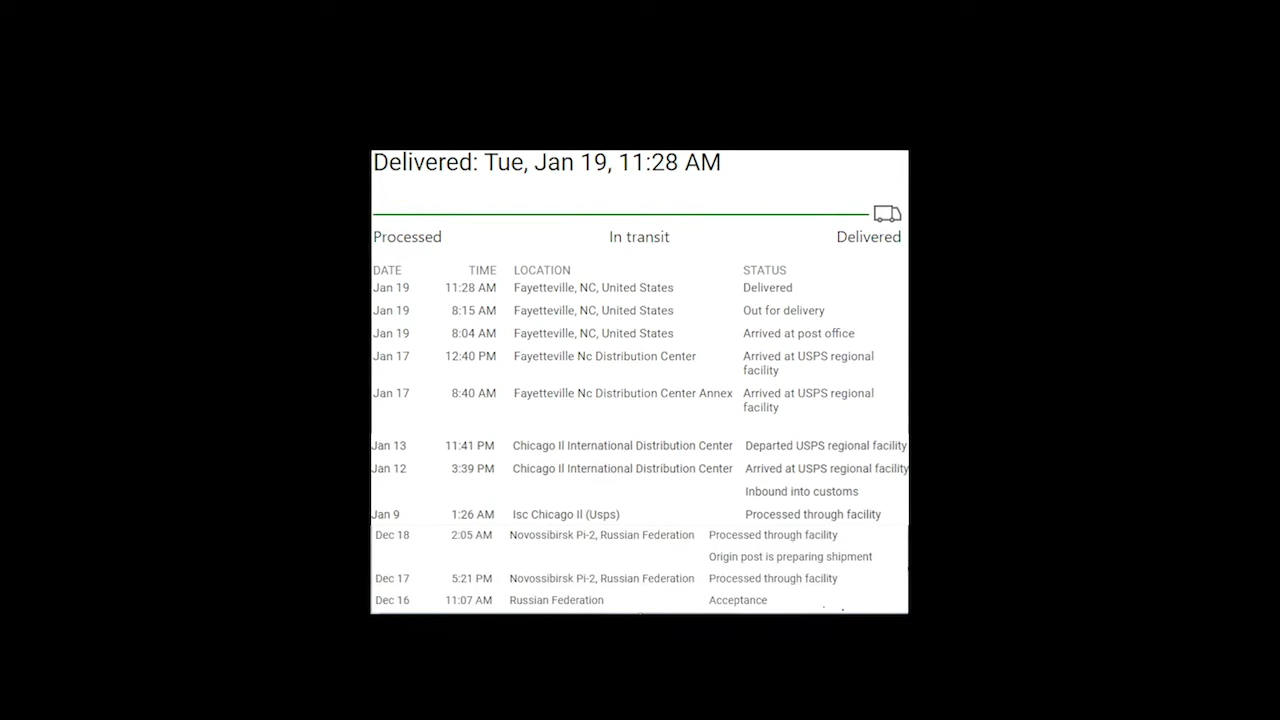 Delivered: Tue, Jan 19, 11:28 AM
Processed In transit Delivered
DATE TIME LOCATION STATUS
Jan 19 11:28 AM Fayetteville, NC, United States Delivered
Jan 19 8:15 AM Fayetteville, NC, United States Out for delivery
Jan 19 8:04 AM Fayetteville, NC, United States Arrived at post office
Jan 17 12:40 PM Fayetteville Nc Distribution Center Arrived at USPS regional
facility
Jan 17 8:40 AM Fayetteville Nc Distribution Center Annex Arrived at USPS regional
facility
Jan 13 11:41 PM Chicago Il International Distribution Center Departed USPS regional facility
Jan 12 3:39 PM Chicago Il International Distribution Center Arrived at USPS regional facility
Inbound into customs
Jan 9 1:26 AM Isc Chicago Il (Usps) Processed through facility
Dec 18 2:05 AM Novossibirsk Pi-2, Russian Federation Processed through facility
Origin post is preparing shipment
Dec 17 5:21 PM Novossibirsk Pi-2, Russian Federation Processed through facility
Dec 16 11:07 AM Russian Federation Acceptance